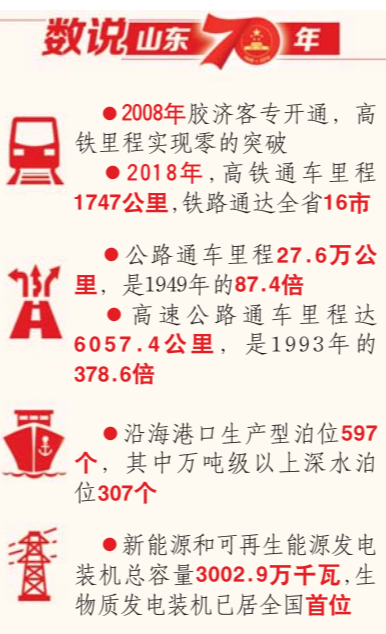 数说山东70年
●2008年胶济客专开通，高
铁里程实现零的突破
●2018年,高铁通车里程
1747公里,铁路通达全省16市
●公路通车里程27.6万公
里，是1949年的87.4倍
●高速公路通车里程达
6057.4公里，是1993年的
378.6倍
●沿海港口生产型泊位597
个，其中万吨级以上深水泊
位307个
●新能源和可再生能源发电
装机总容量3002.9万千瓦,生
物质发电装机已居全国首位